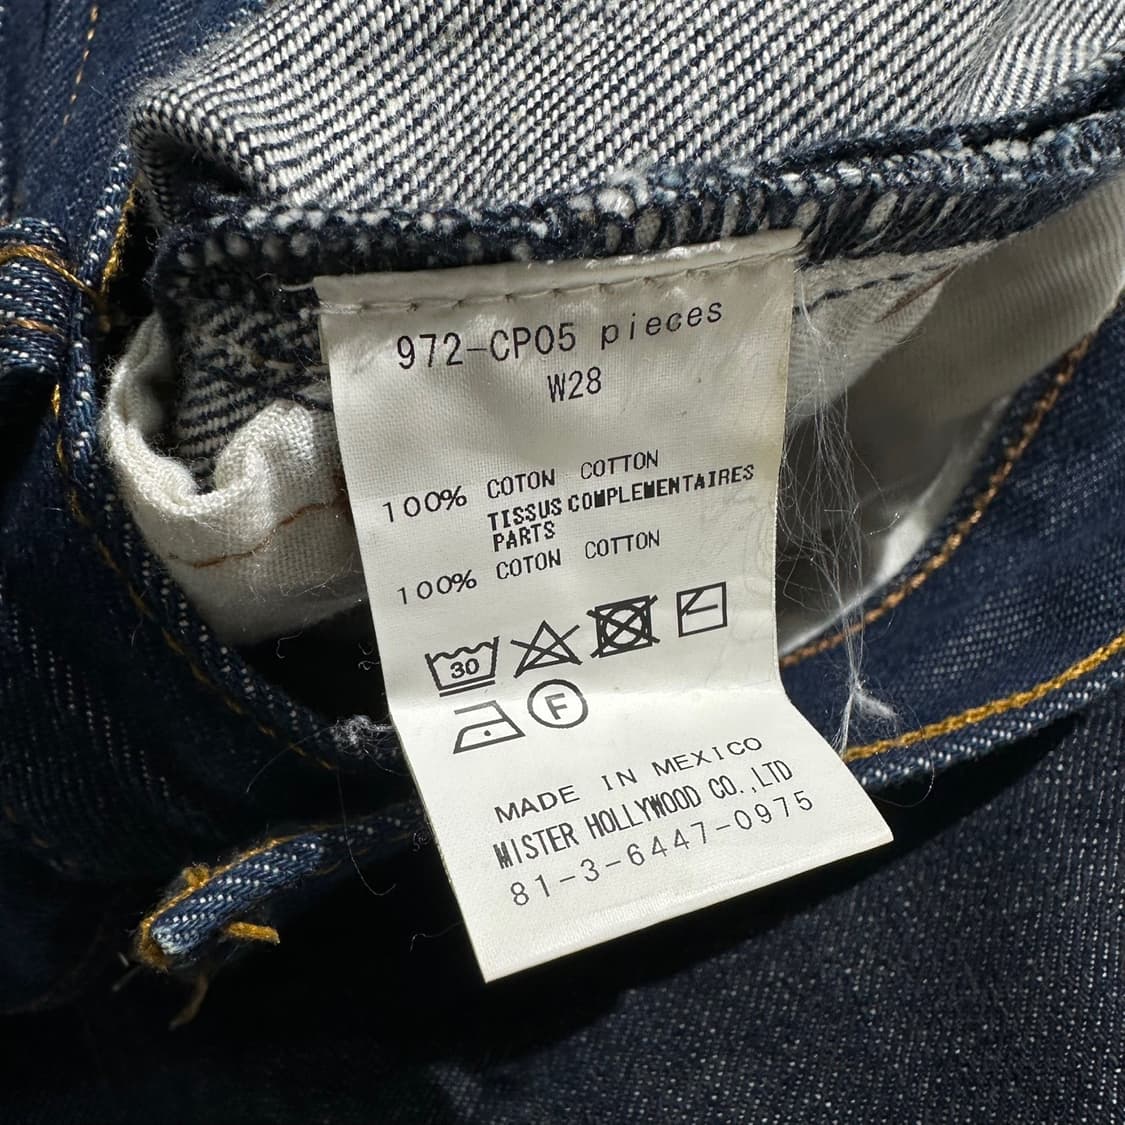 972-CP05 pieces
W28
100% COTON COTTON
TISSUS COMPLEMENTAIRES
PARTS
100% COTON COTTON
30
F
MADE IN MEXICO
MISTER HOLLYWOOD CO.,LTD
81-3-6447-0975